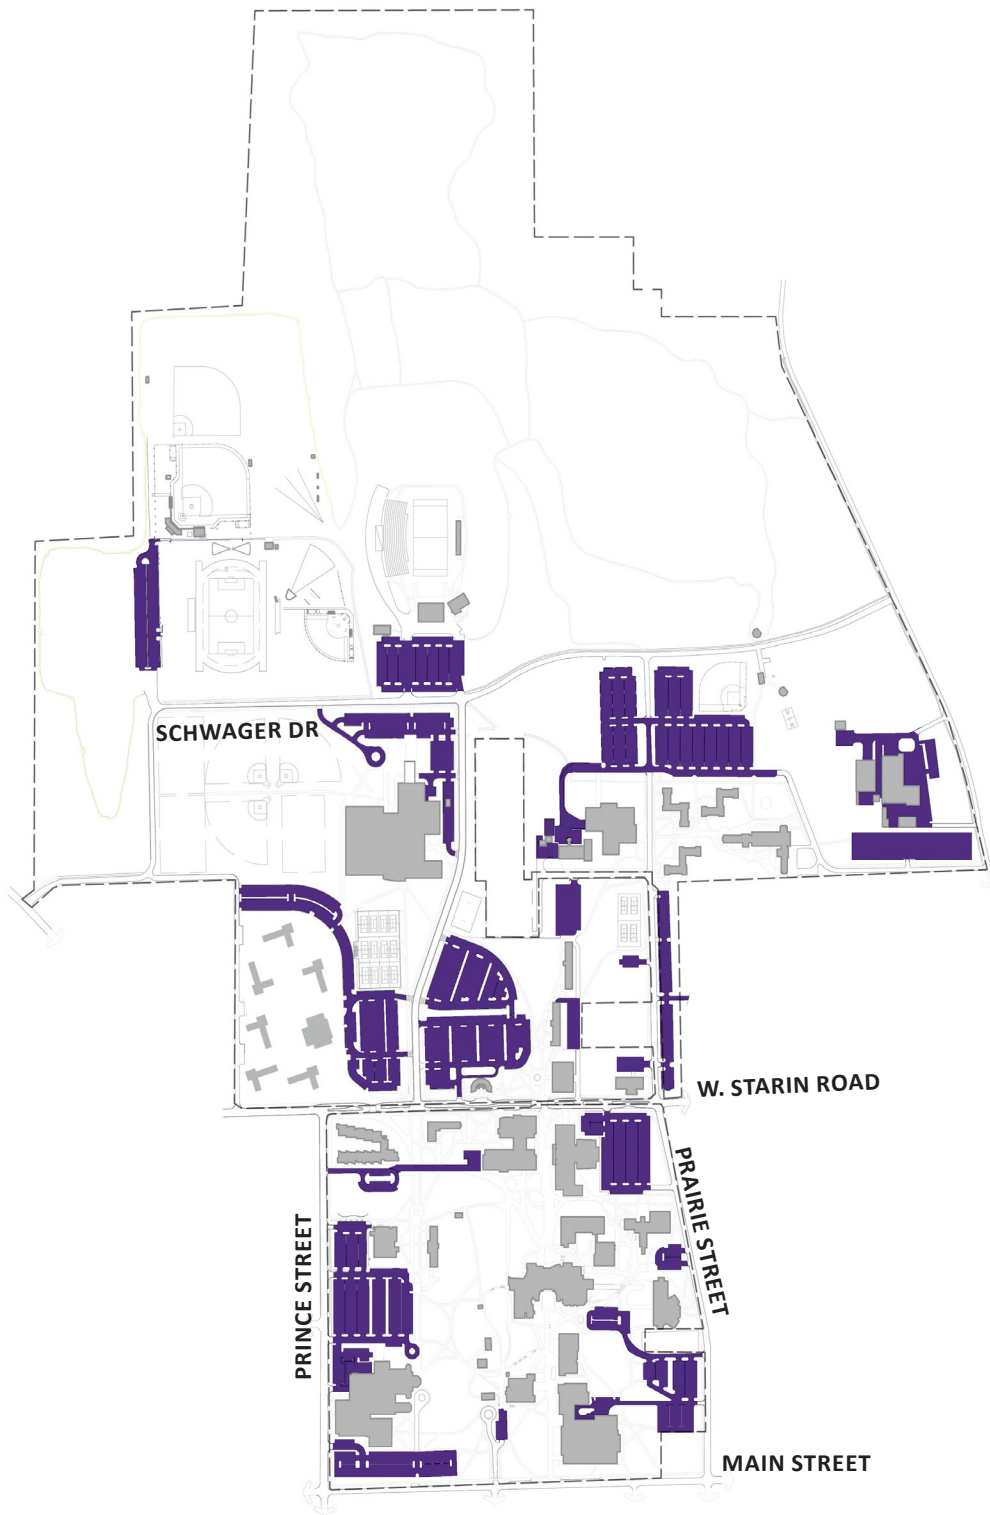 SCHWAGER DR
W. STARIN ROAD
PRAIRIE STREET
PRINCE STREET
MAIN STREET